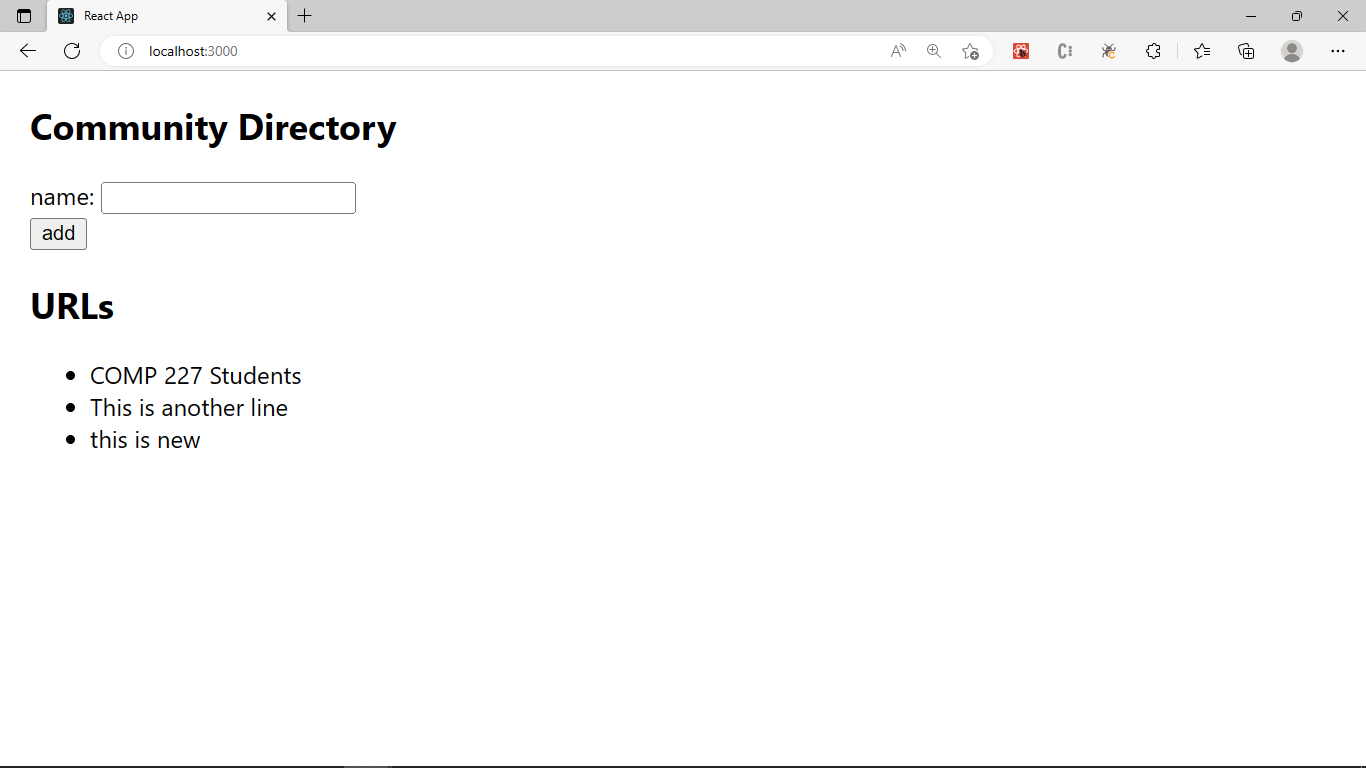 React App
localhost:3000
Community Directory
name:
add
URLs
COMP 227 Students
This is another line
this is new